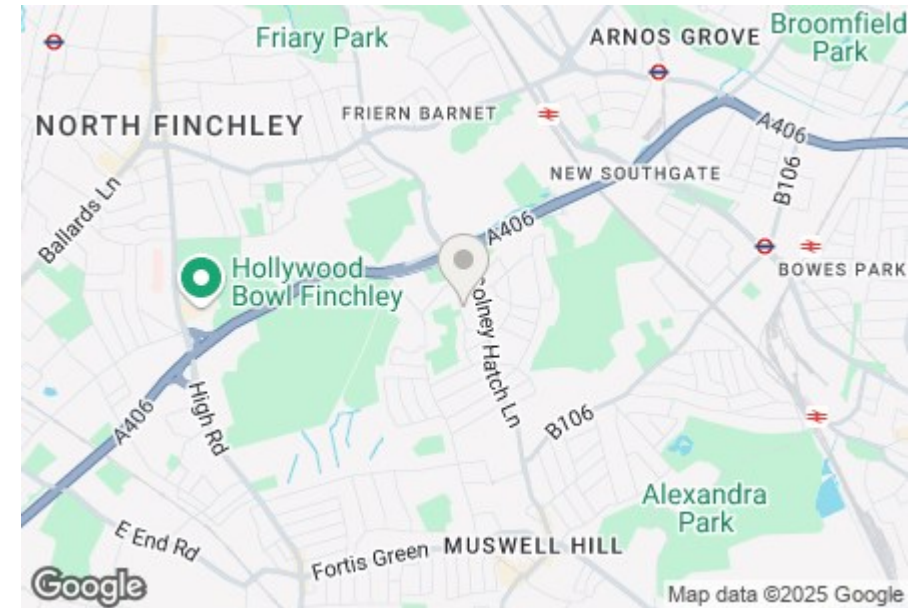 Friary Park
ARNOS GROVE
Broomfield
Park
NORTH FINCHLEY
FRIERN BARNET
A406
NEW SOUTHGATE
B106
Ballards Ln
A406
Hollywood
Bowl Finchley
BOWES PARK
Colney Hatch Ln
High Rd
A406
B106
Alexandra
Park
E End Rd
Fortis Green
MUSWELL HILL
Google
Map data ©2025 Google